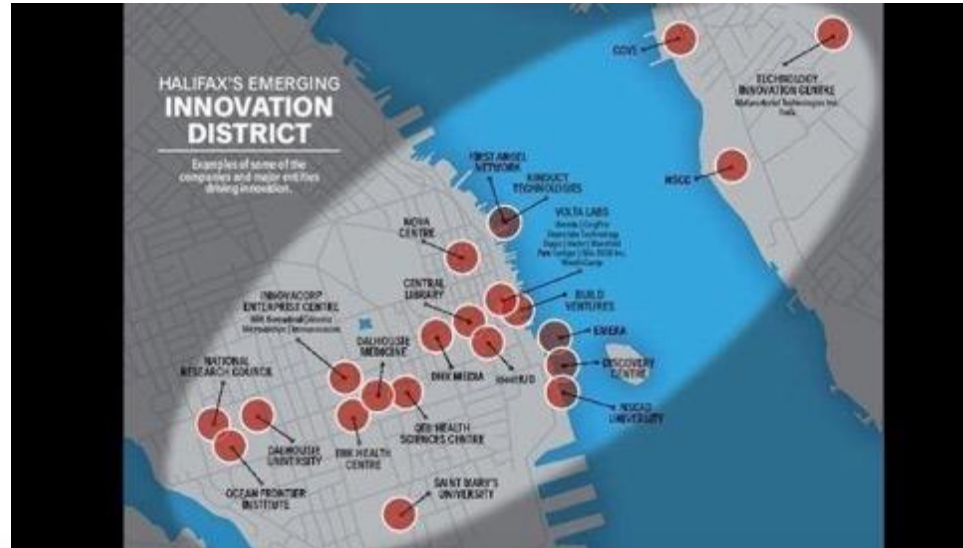 HALIFAX'S EMERGING
INNOVATION
DISTRICT
Examples of some of the
companies and major entities
driving innovation.
COVE
TECHNOLOGY
INNOVATION CENTRE
NSCC
FIRST ANGEL
NETWORK
KINDUCT
TECHNOLOGIES
VOLTA LABS
NOVA
CENTRE
CENTRAL
LIBRARY
BUILD
VENTURES
INNOVACORP
ENTERPRISE CENTRE
EMERA
DALHOUSIE
MEDICINE
DISCOVERY
CENTRE
NATIONAL
RESEARCH COUNCIL
DHX MEDIA
NSCAD
UNIVERSITY
QEII HEALTH
SCIENCES CENTRE
DALHOUSIE
UNIVERSITY
IWK HEALTH
CENTRE
OCEAN FRONTIER
INSTITUTE
SAINT MARY'S
UNIVERSITY